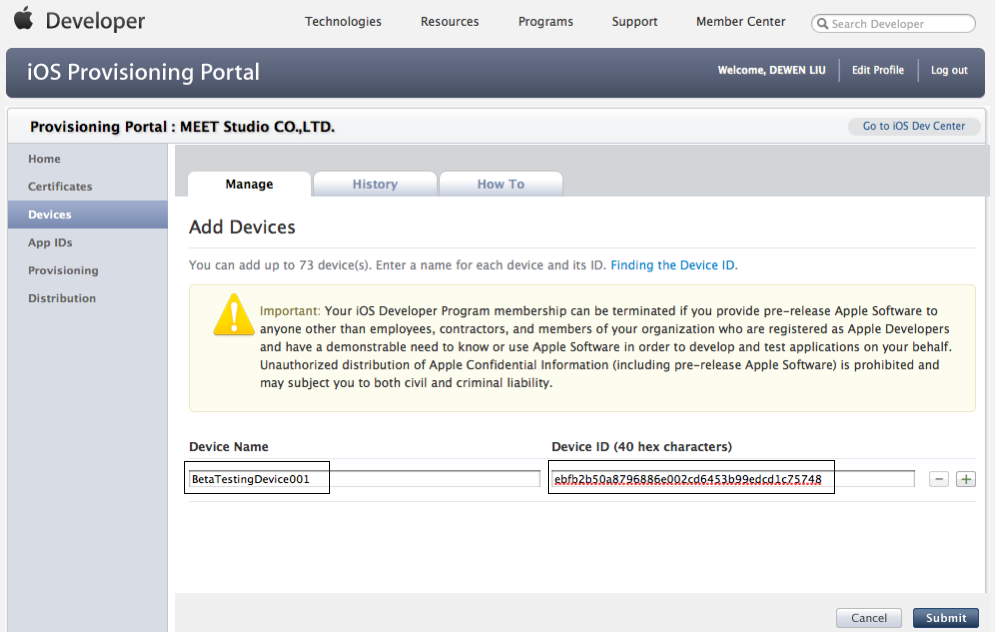 Developer
Technologies
Resources
Programs
Support
Member Center
Search Developer
iOS Provisioning Portal
Welcome, DEWEN LIU
Edit Profile
Log out
Provisioning Portal : MEET Studio CO.,LTD.
Go to iOS Dev Center
Home
Certificates
Devices
App IDs
Provisioning
Distribution
Manage
History
How To
Add Devices
You can add up to 73 device(s). Enter a name for each device and its ID. Finding the Device ID.
Important: Your iOS Developer Program membership can be terminated if you provide pre-release Apple Software to
anyone other than employees, contractors, and members of your organization who are registered as Apple Developers
and have a demonstrable need to know or use Apple Software in order to develop and test applications on your behalf.
Unauthorized distribution of Apple Confidential Information (including pre-release Apple Software) is prohibited and
may subject you to both civil and criminal liability.
Device Name
Device ID (40 hex characters)
BetaTestingDevice001
ebfb2b50a8796886e002cd6453b99edcd1c75748
Cancel
Submit